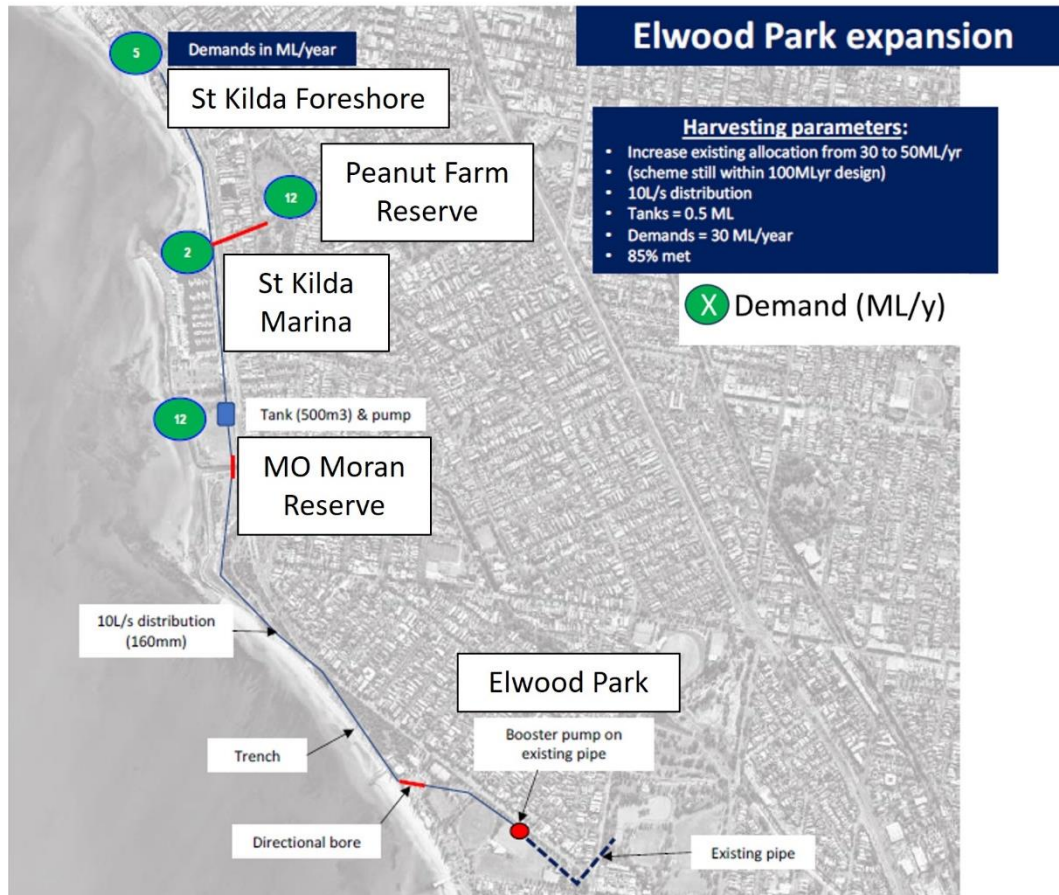 Elwood Park expansion
5
Demands in ML/year
St Kilda Foreshore
Harvesting parameters:
• Increase existing allocation from 30 to 50ML/yr
• (scheme still within 100MLyr design)
• 10L/s distribution
• Tanks = 0.5 ML
• Demands = 30 ML/year
• 85% met
12
Peanut Farm
Reserve
2
St Kilda
Marina
X Demand (ML/y)
12
Tank (500m3) & pump
MO Moran
Reserve
10L/s distribution
(160mm)
Elwood Park
Booster pump on
existing pipe
Trench
Directional bore
Existing pipe